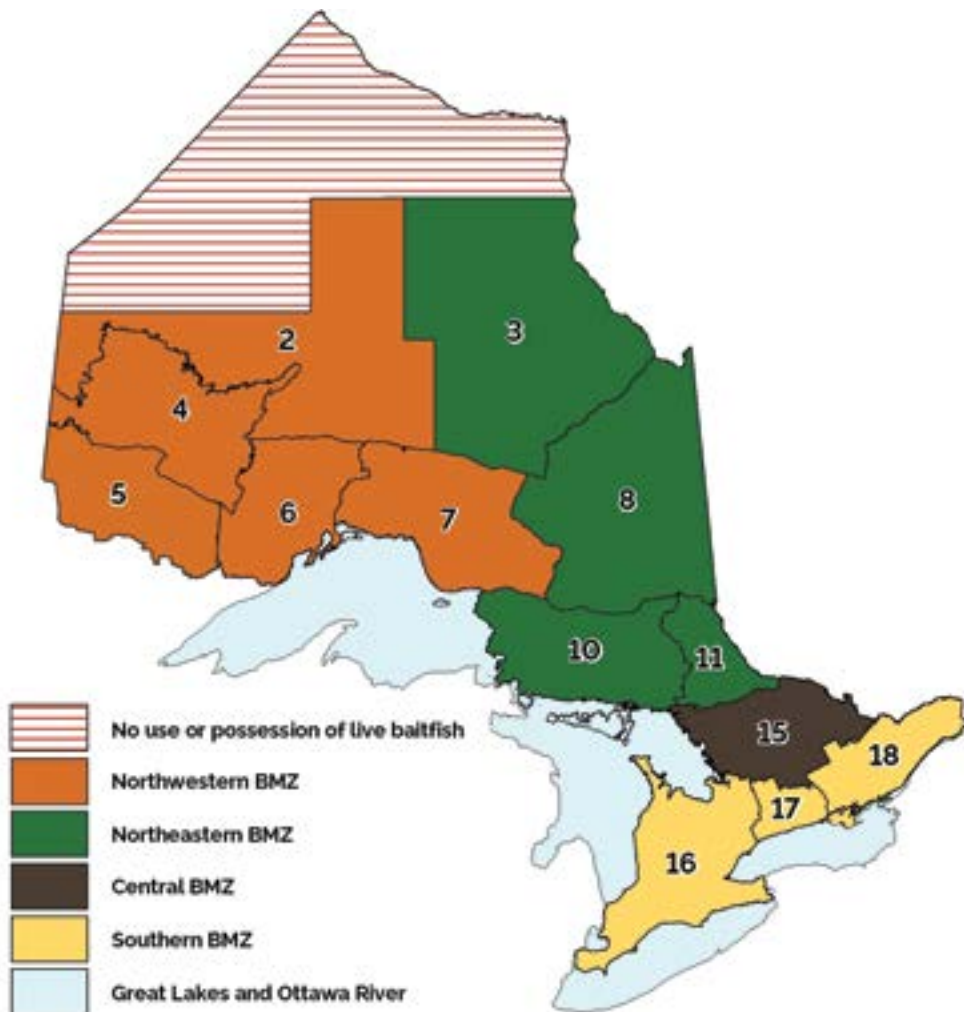 2
3
4
5
6
7
8
10
11
15
18
17
16
No use or possession of live baitfish
Northwestern BMZ
Northeastern BMZ
Central BMZ
Southern BMZ
Great Lakes and Ottawa River